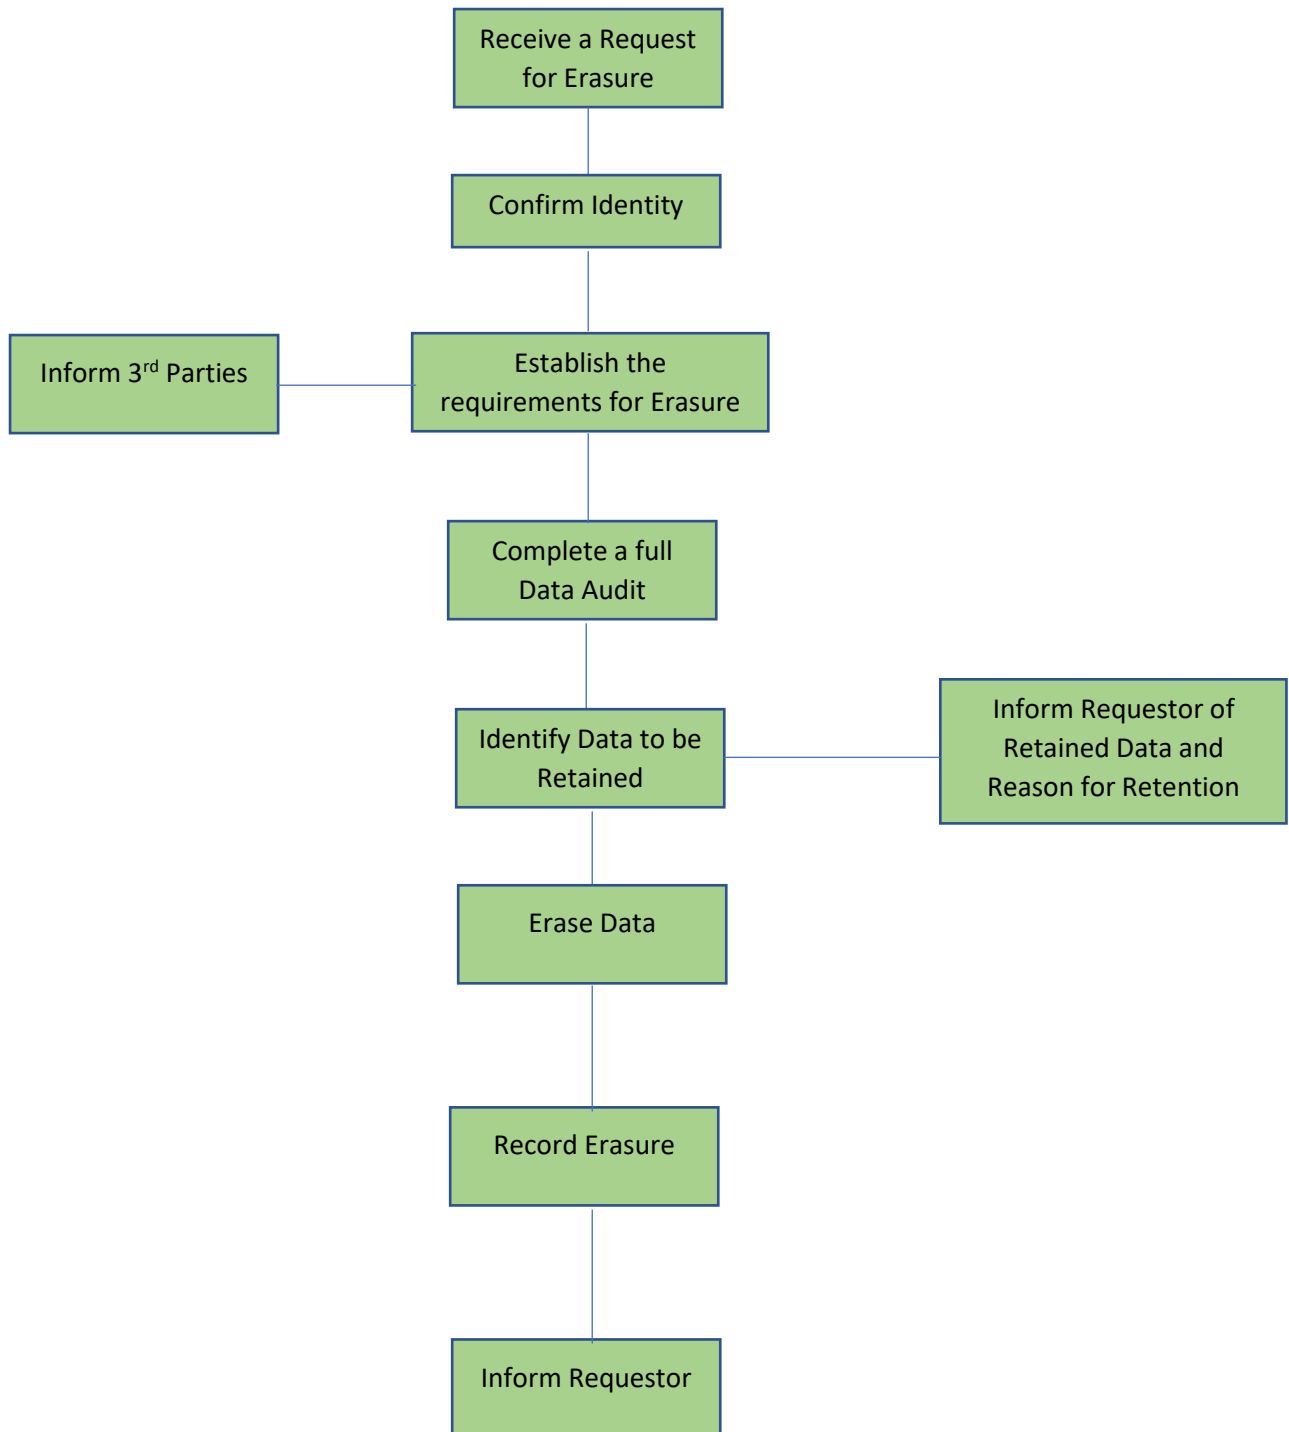 Receive a Request
for Erasure
Confirm Identity
Inform 3rd Parties
Establish the
requirements for Erasure
Complete a full
Data Audit
Identify Data to be
Retained
Inform Requestor of
Retained Data and
Reason for Retention
Erase Data
Record Erasure
Inform Requestor